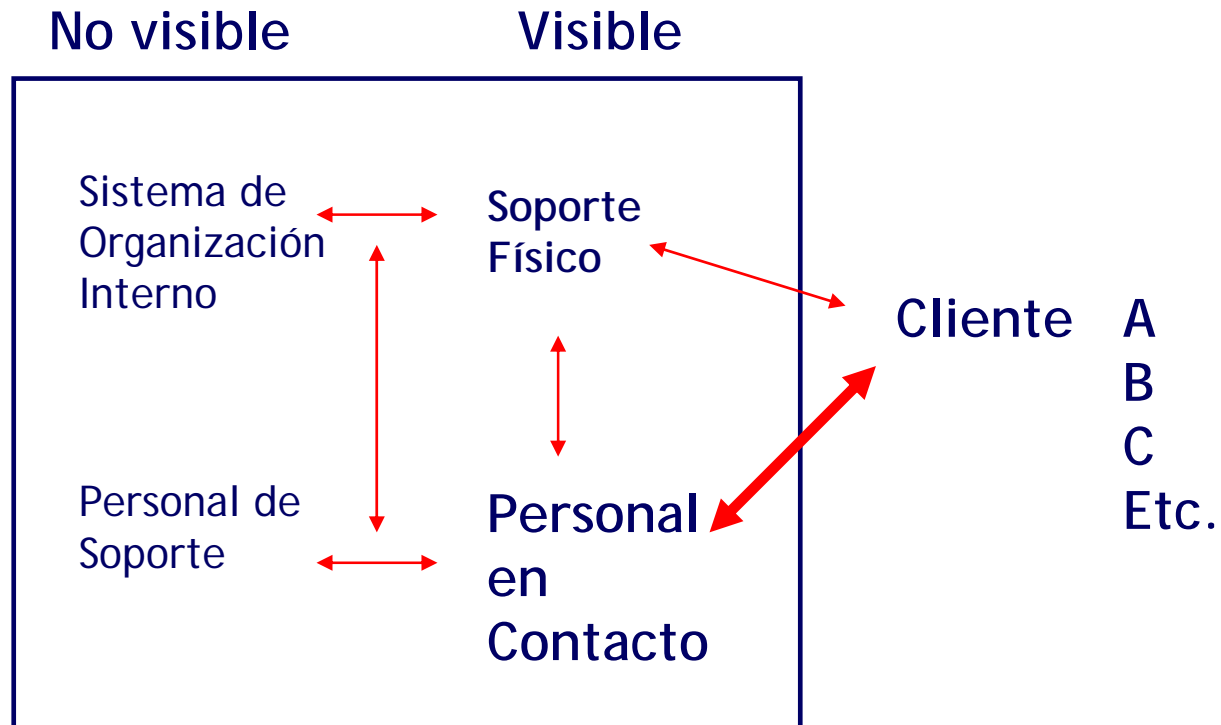 No visible
Visible
Sistema de
Organización
Interno
Soporte
Físico
Cliente
A
B
C
Etc.
Personal de
Soporte
Personal
en
Contacto